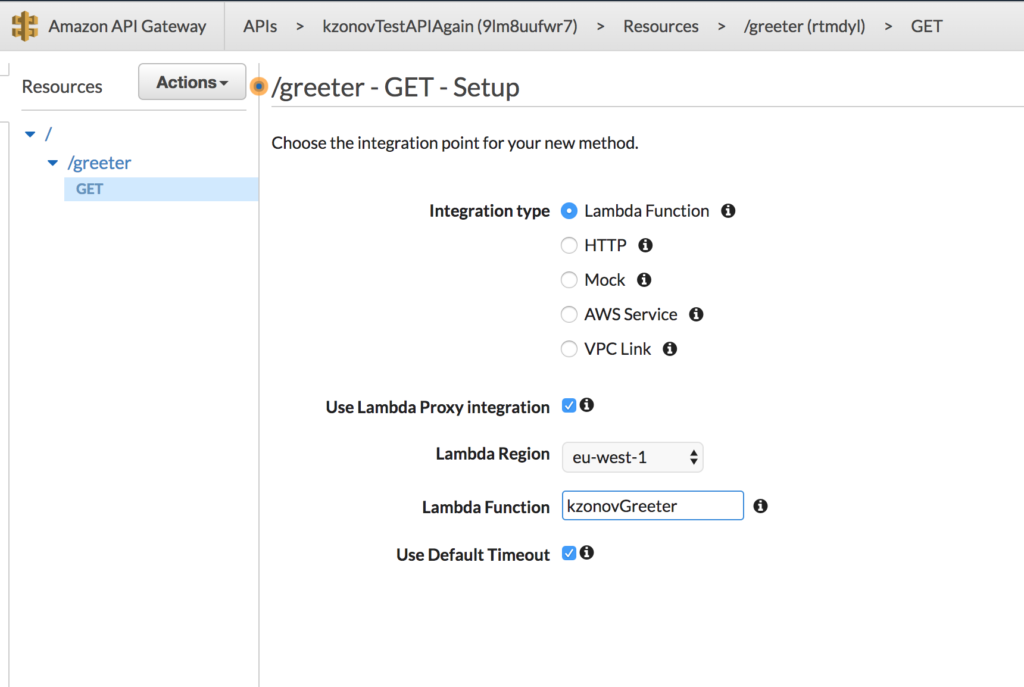 Amazon API Gateway APIs > kzonovTestAPIAgain (9lm8uufwr7) > Resources > /greeter (rtmdyl) > GET
Resources Actions /greeter - GET - Setup
/
/greeter
GET
Choose the integration point for your new method.
Integration type Lambda Function
HTTP
Mock
AWS Service
VPC Link
Use Lambda Proxy integration
Lambda Region eu-west-1
Lambda Function kzonovGreeter
Use Default Timeout